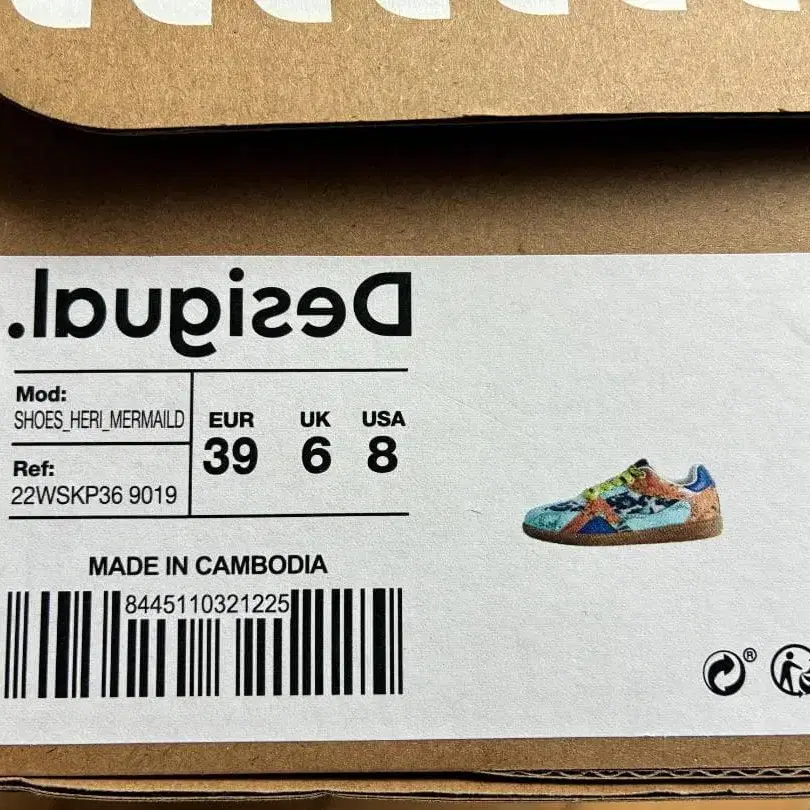 Desigual.
Mod:
SHOES_HERI_MERMAILD
Ref:
22WSKP36 9019
EUR UK USA
39 6 8
MADE IN CAMBODIA
8445110321225
®